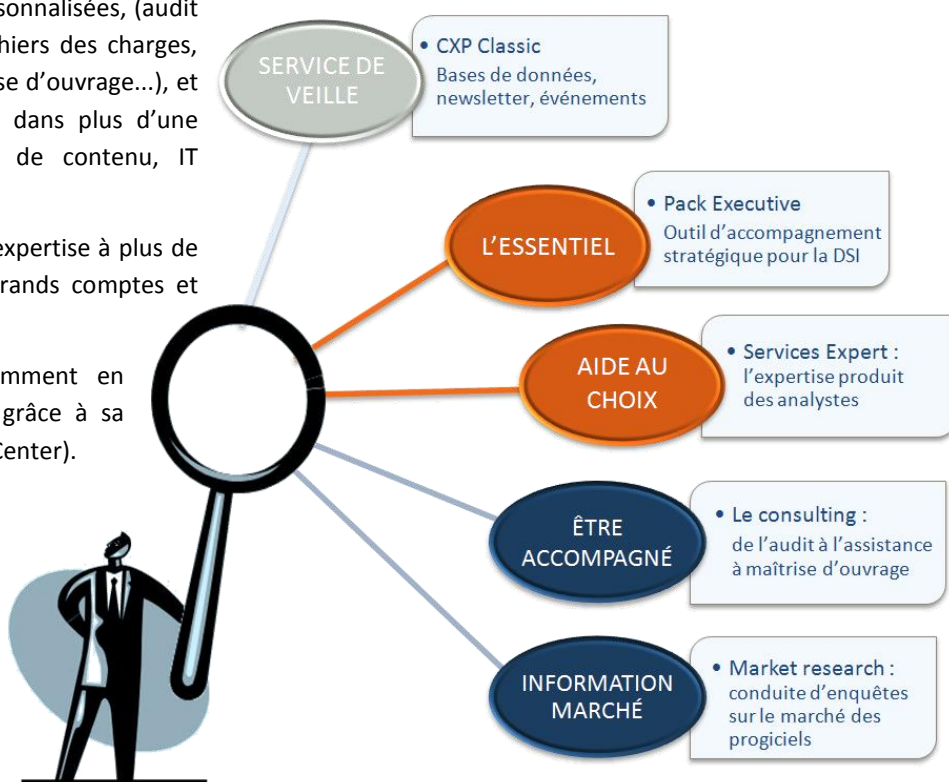 sonnalisées, (audit
hiers des charges,
se d'ouvrage...), et
dans plus d'une
de contenu, IT
expertise à plus de
rands comptes et
mment en
grâce à sa
Center).
SERVICE DE
VEILLE
• CXP Classic
Bases de données,
newsletter, événements
L'ESSENTIEL
• Pack Executive
Outil d'accompagnement
stratégique pour la DSI
AIDE AU
CHOIX
• Services Expert :
l'expertise produit
des analystes
ÊTRE
ACCOMPAGNÉ
• Le consulting :
de l'audit à l'assistance
à maîtrise d'ouvrage
INFORMATION
MARCHÉ
• Market research :
conduite d'enquêtes
sur le marché des
progiciels